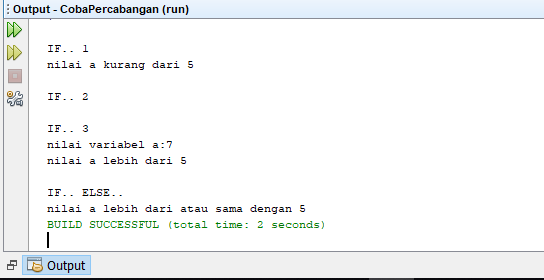 Output - CobaPercabangan (run)
IF.. 1
nilai a kurang dari 5
IF.. 2
IF.. 3
nilai variabel a:7
nilai a lebih dari 5
IF.. ELSE..
nilai a lebih dari atau sama dengan 5
BUILD SUCCESSFUL (total time: 2 seconds)
Output